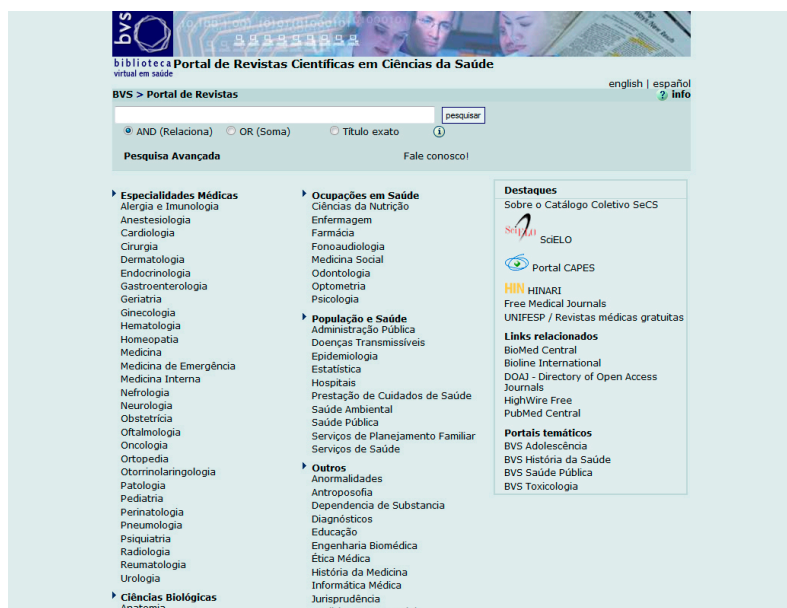 bvs
biblioteca
virtual em saúde
Portal de Revistas Científicas em Ciências da Saúde
english | español
BVS > Portal de Revistas
info
pesquisar
AND (Relaciona) OR (Soma) Título exato
Pesquisa Avançada Fale conosco!
Especialidades Médicas
Alergia e Imunologia
Anestesiologia
Cardiologia
Cirurgia
Dermatologia
Endocrinologia
Gastroenterologia
Geriatria
Ginecologia
Hematologia
Homeopatia
Medicina
Medicina de Emergência
Medicina Interna
Nefrologia
Neurologia
Obstetrícia
Oftalmologia
Oncologia
Ortopedia
Otorrinolaringologia
Patologia
Pediatria
Perinatologia
Pneumologia
Psiquiatria
Radiologia
Reumatologia
Urologia
Ciências Biológicas
Anatomia
Ocupações em Saúde
Ciências da Nutrição
Enfermagem
Farmácia
Fonoaudiologia
Medicina Social
Odontologia
Optometria
Psicologia
População e Saúde
Administração Pública
Doenças Transmissíveis
Epidemiologia
Estatística
Hospitais
Prestação de Cuidados de Saúde
Saúde Ambiental
Saúde Pública
Serviços de Planejamento Familiar
Serviços de Saúde
Outros
Anormalidades
Antroposofia
Dependencia de Substancia
Diagnósticos
Educação
Engenharia Biomédica
Ética Médica
História da Medicina
Informática Médica
Jurisprudência
Destaques
Sobre o Catálogo Coletivo SeCS
SciELO SciELO
Portal CAPES
HIN HINARI
Free Medical Journals
UNIFESP / Revistas médicas gratuitas
Links relacionados
BioMed Central
Bioline International
DOAJ - Directory of Open Access
Journals
HighWire Free
PubMed Central
Portais temáticos
BVS Adolescência
BVS História da Saúde
BVS Saúde Pública
BVS Toxicologia